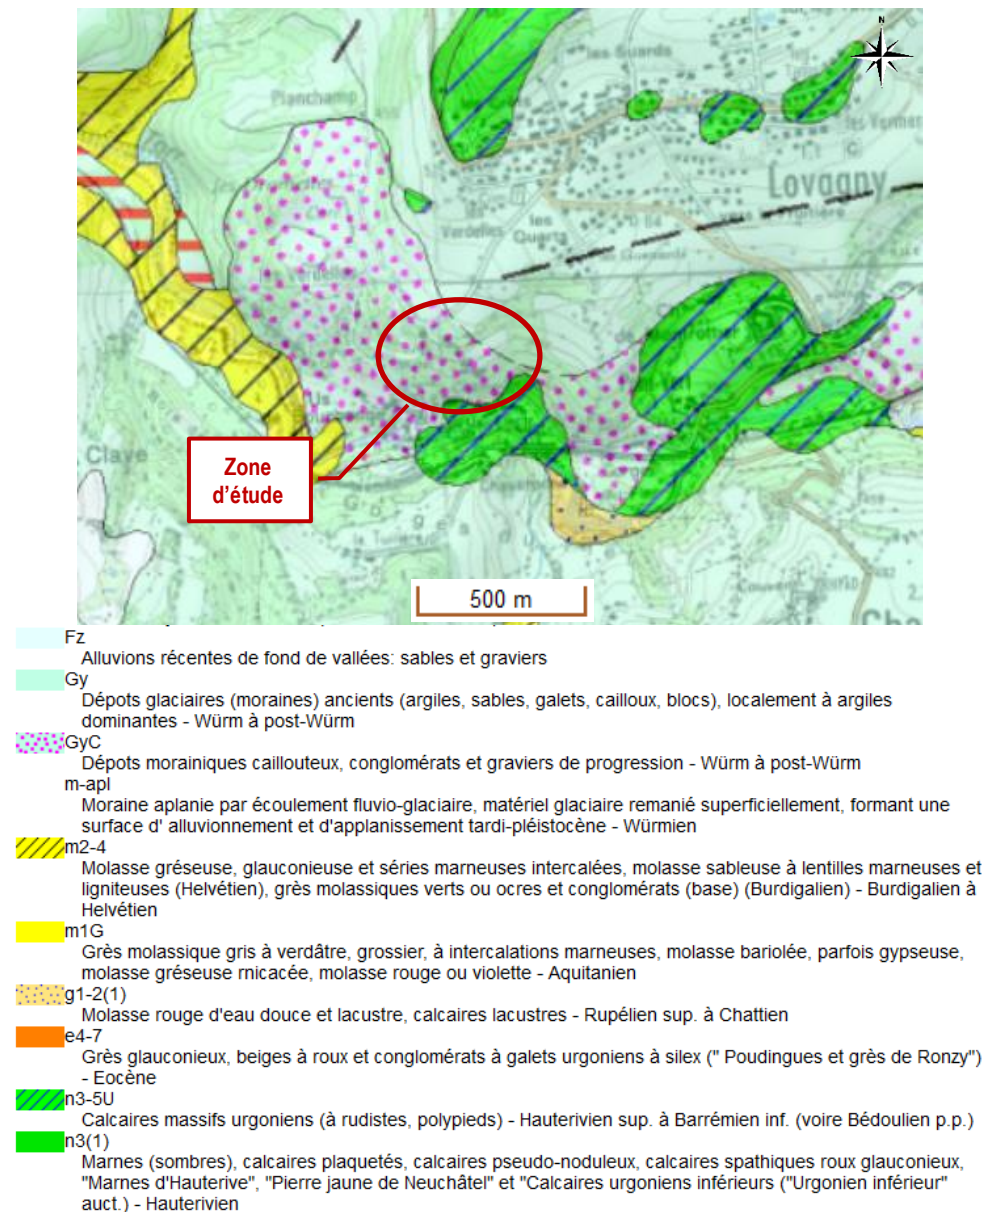 N
les Guards
Planchamp
les Vernes
Lovagny
Verdelles
les
Quarts
D 64
les Verdelles
Zone
d'étude
Clave
Gorges
500 m
Fz
Alluvions récentes de fond de vallées: sables et graviers
Gy
Dépots glaciaires (moraines) ancients (argiles, sables, galets, cailloux, blocs), localement à argiles
dominantes - Würm à post-Würm
GyC
Dépots morainiques caillouteux, conglomérats et graviers de progression - Würm à post-Würm
m-apl
Moraine aplanie par écoulement fluvio-glaciaire, matériel glaciaire remanié superficiellement, formant une
surface d' alluvionnement et d'applanissement tardi-pléistocène - Würmien
m2-4
Molasse gréseuse, glauconieuse et séries marneuses intercalées, molasse sableuse à lentilles marneuses et
ligniteuses (Helvétien), grès molassiques verts ou ocres et conglomérats (base) (Burdigalien) - Burdigalien à
Helvétien
m1G
Grès molassique gris à verdâtre, grossier, à intercalations marneuses, molasse bariolée, parfois gypseuse,
molasse gréseuse rnicacée, molasse rouge ou violette - Aquitanien
g1-2(1)
Molasse rouge d'eau douce et lacustre, calcaires lacustres - Rupélien sup. à Chattien
e4-7
Grès glauconieux, beiges à roux et conglomérats à galets urgoniens à silex (" Poudingues et grès de Ronzy")
- Eocène
n3-5U
Calcaires massifs urgoniens (à rudistes, polypieds) - Hauterivien sup. à Barrémien inf. (voire Bédoulien p.p.)
n3(1)
Marnes (sombres), calcaires plaquetés, calcaires pseudo-noduleux, calcaires spathiques roux glauconieux,
"Marnes d'Hauterive", "Pierre jaune de Neuchâtel" et "Calcaires urgoniens inférieurs ("Urgonien inférieur"
auct.) - Hauterivien